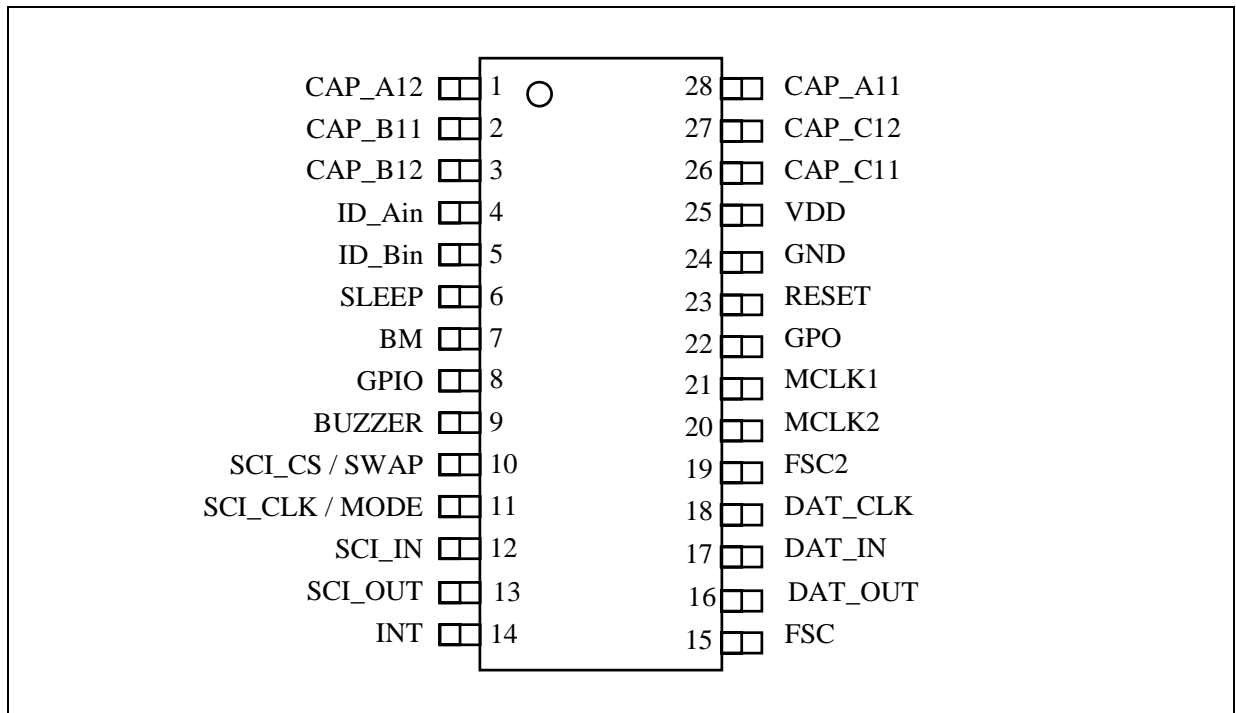 CAP_A12 1 28 CAP_A11
CAP_B11 2 27 CAP_C12
CAP_B12 3 26 CAP_C11
ID_Ain 4 25 VDD
ID_Bin 5 24 GND
SLEEP 6 23 RESET
BM 7 22 GPO
GPIO 8 21 MCLK1
BUZZER 9 20 MCLK2
SCI_CS / SWAP 10 19 FSC2
SCI_CLK / MODE 11 18 DAT_CLK
SCI_IN 12 17 DAT_IN
SCI_OUT 13 16 DAT_OUT
INT 14 15 FSC